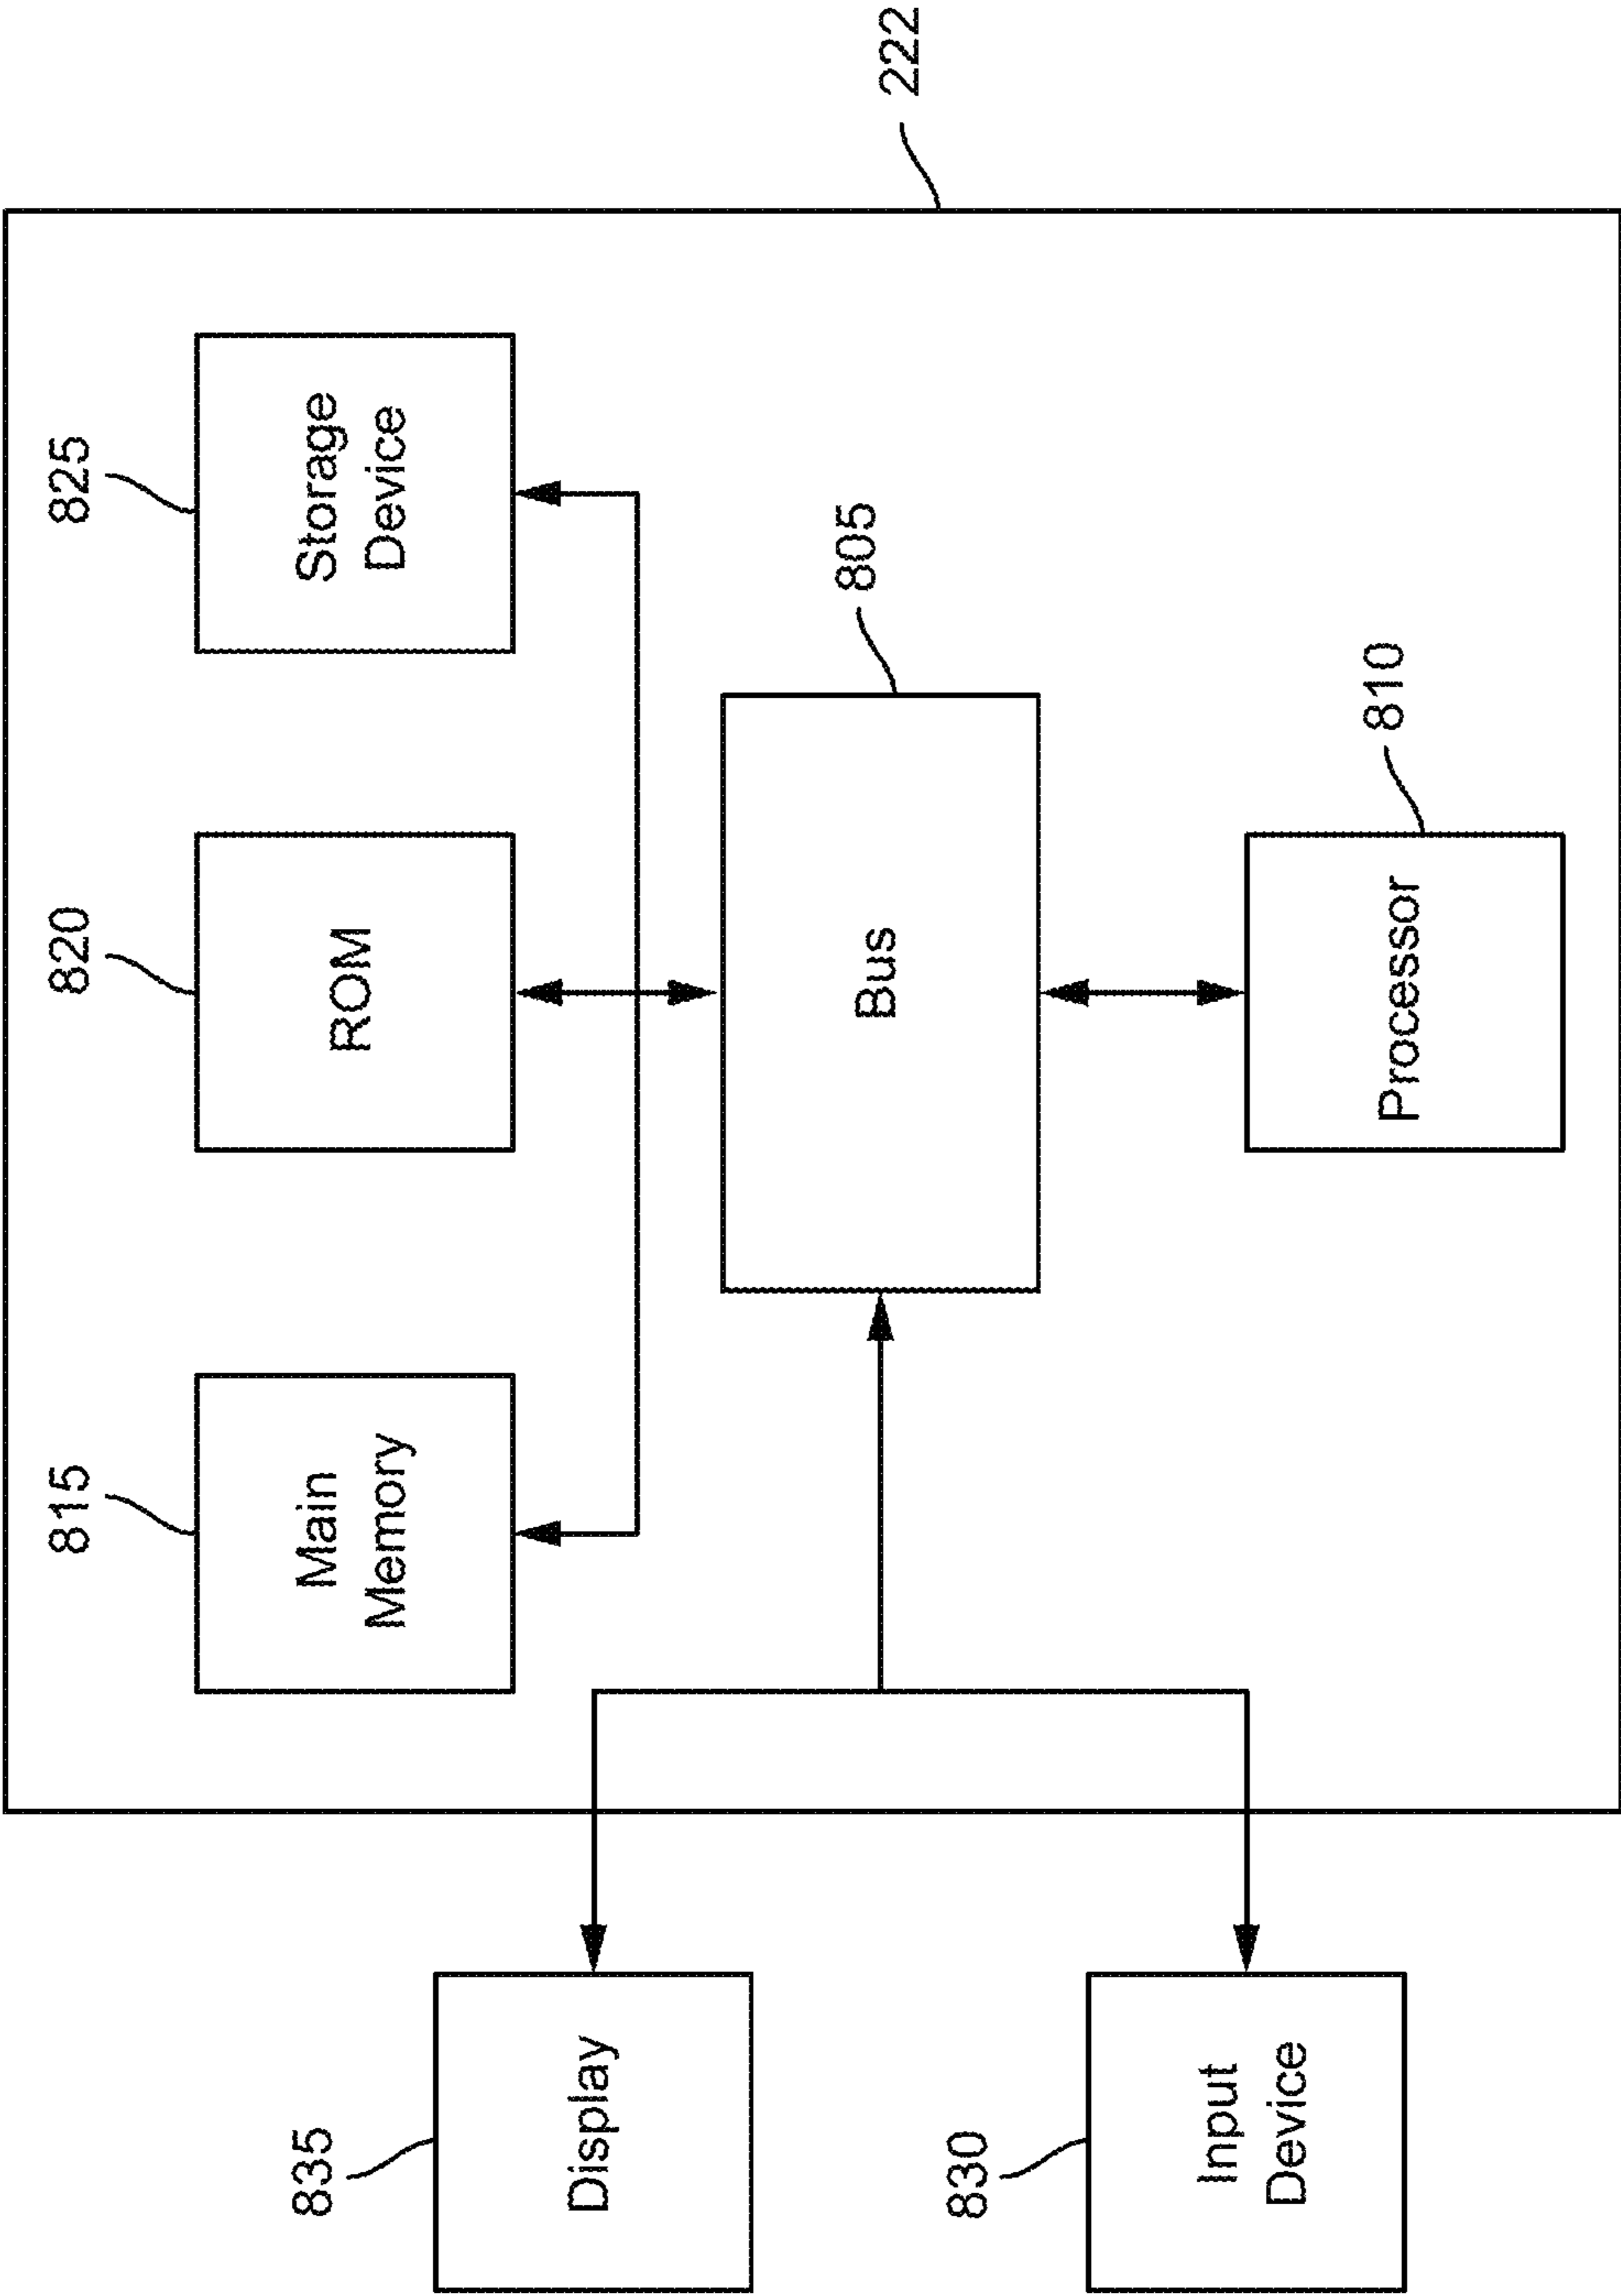 222
815
820
825
Main
Memory
ROM
Storage
Device
835
Display
805
Bus
830
Input
Device
810
Processor